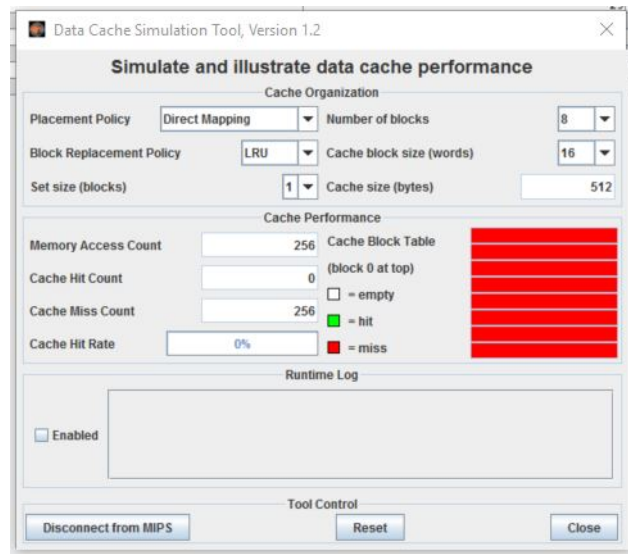 Data Cache Simulation Tool, Version 1.2
Simulate and illustrate data cache performance
Cache Organization
Placement Policy Direct Mapping Number of blocks 8
Block Replacement Policy LRU Cache block size (words) 16
Set size (blocks) 1 Cache size (bytes) 512
Cache Performance
Memory Access Count 256 Cache Block Table
(block 0 at top)
Cache Hit Count 0
= empty
Cache Miss Count 256
= hit
Cache Hit Rate 0%
= miss
Runtime Log
Enabled
Tool Control
Disconnect from MIPS Reset Close